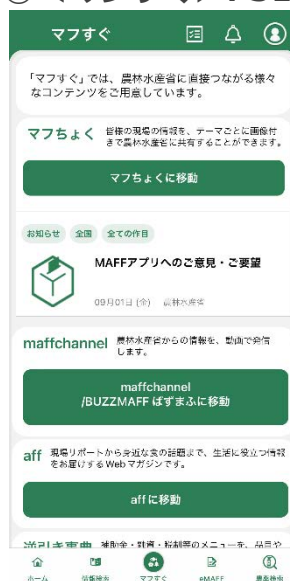 マフすぐ
「マフすぐ」では、農林水産省に直接つながる様々
なコンテンツをご用意しています。
マフちょく 皆様の現場の情報を、テーマごとに画像付
きで農林水産省に共有することができます。
マフちょくに移動
お知らせ 全国 全ての作目
MAFFアプリへのご意見・ご要望
09月01日 (金) 農林水産省
maffchannel 農林水産省からの情報を、動画で発信
します。
maffchannel
/BUZZMAFF ばずまふに移動
aff 現場リポートから身近な食の話題まで、生活に役立つ情報
をお届けするWebマガジンです。
affに移動
逆引き事典 補助金・融資・税制等のメニューを、品目や
ホーム 情報検索 マフすぐ eMAFF 農薬検索